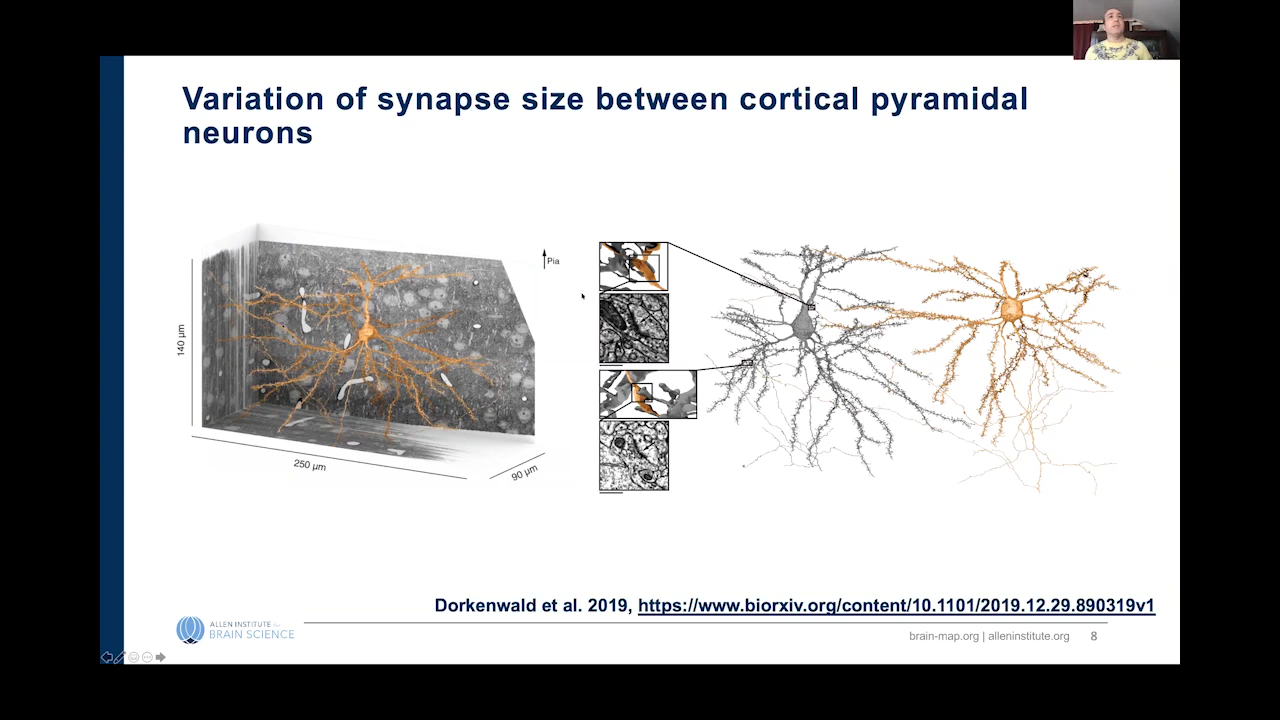 Variation of synapse size between cortical pyramidal
neurons
Pia
140 µm
250 µm
90 µm
Dorkenwald et al. 2019, https://www.biorxiv.org/content/10.1101/2019.12.29.890319v1
ALLEN INSTITUTE for
BRAIN SCIENCE
brain-map.org | alleninstitute.org 8